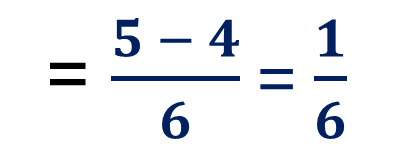 = (5 − 4)/6 = 1/6